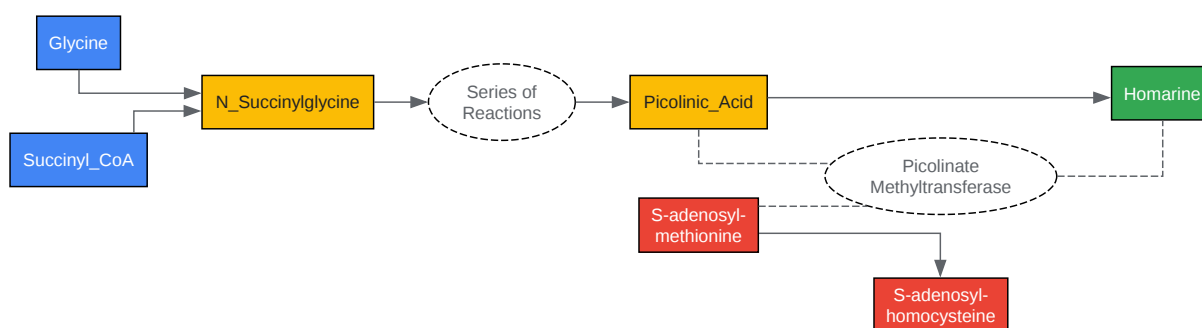 Glycine
Succinyl_CoA
N_Succinylglycine
Series of
Reactions
Picolinic_Acid
Homarine
Picolinate
Methyltransferase
S-adenosyl-
methionine
S-adenosyl-
homocysteine